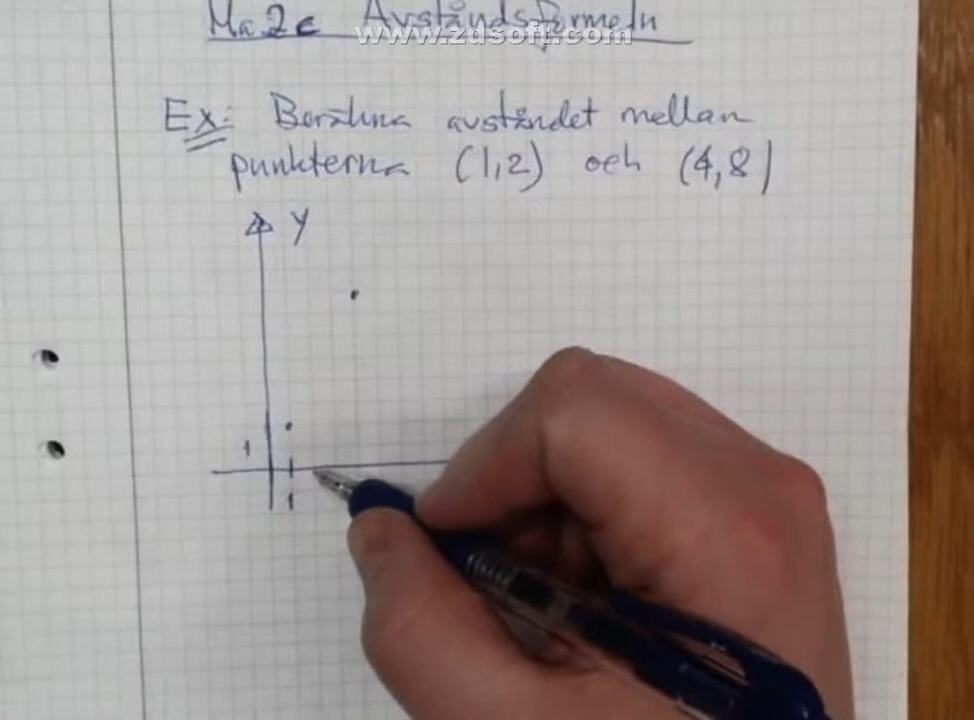 Ma2c Avståndsformeln
www.zdsoft.com
Ex: Beräkna avståndet mellan
punkterna (1,2) och (4,8)
y
1
1